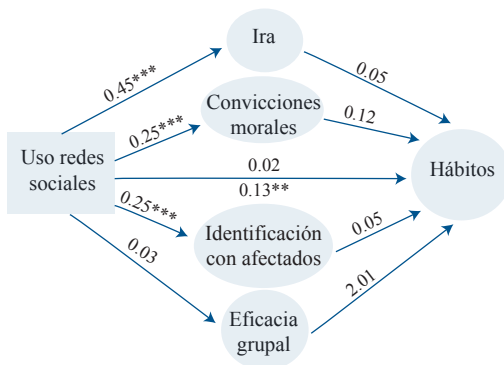 Ira
0.45***
0.05
Convicciones
morales
0.25***
0.12
Uso redes
sociales
0.02
0.13**
Hábitos
0.25***
Identificación
con afectados
0.05
0.03
Eficacia
grupal
2.01